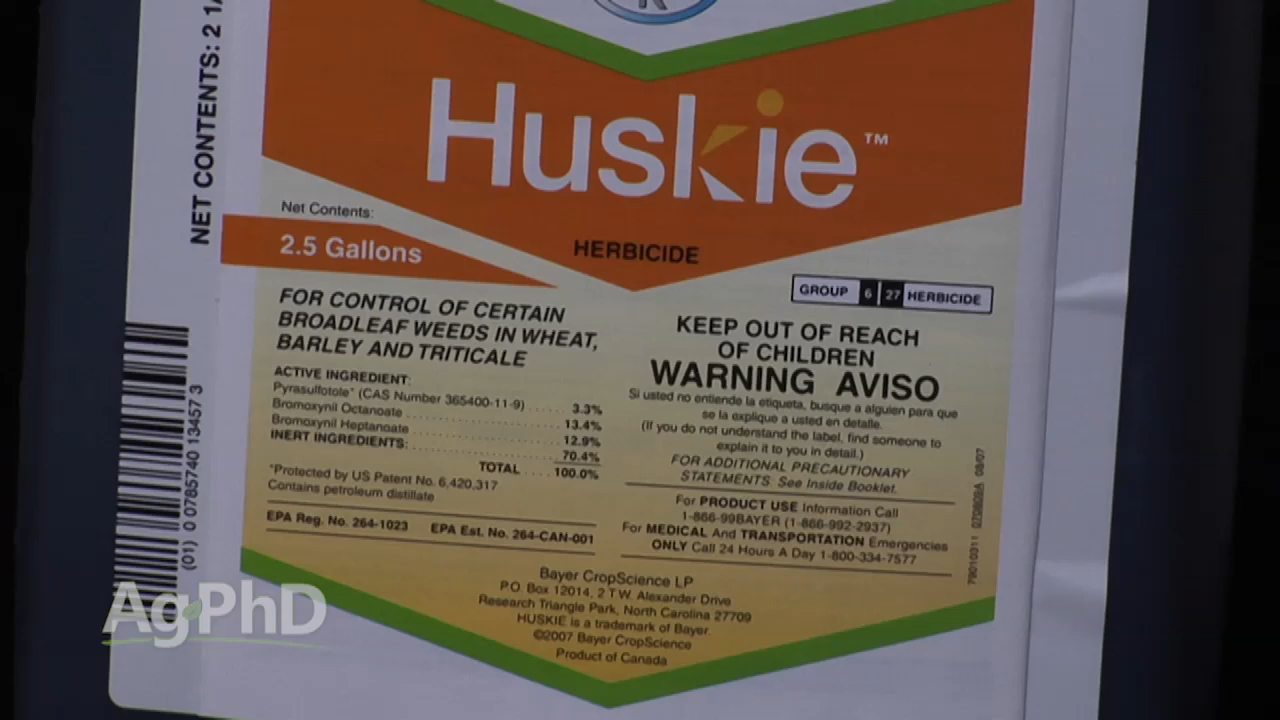 NET CONTENTS: 2 1/
Huskie™
Net Contents:
2.5 Gallons
HERBICIDE
GROUP 6 27 HERBICIDE
FOR CONTROL OF CERTAIN
BROADLEAF WEEDS IN WHEAT,
BARLEY AND TRITICALE
ACTIVE INGREDIENT:
Pyrasulfotole* (CAS Number 365400-11-9) ...... 3.3%
Bromoxynil Octanoate ........................ 13.4%
Bromoxynil Heptanoate ....................... 12.9%
INERT INGREDIENTS: .......................... 70.4%
TOTAL .... 100.0%
*Protected by US Patent No. 6,420,317
Contains petroleum distillate
EPA Reg. No. 264-1023 EPA Est. No. 264-CAN-001
KEEP OUT OF REACH
OF CHILDREN
WARNING AVISO
Si usted no entiende la etiqueta, busque a alguien para que
se la explique a usted en detalle.
(If you do not understand the label, find someone to
explain it to you in detail.)
FOR ADDITIONAL PRECAUTIONARY
STATEMENTS: See Inside Booklet.
For PRODUCT USE Information Call
1-866-99BAYER (1-866-992-2937)
For MEDICAL And TRANSPORTATION Emergencies
ONLY Call 24 Hours A Day 1-800-334-7577
Bayer CropScience LP
P.O. Box 12014, 2 T.W. Alexander Drive
Research Triangle Park, North Carolina 27709
HUSKIE is a trademark of Bayer.
©2007 Bayer CropScience
Product of Canada
(01) 0 0785740 13457 3
AgPhD